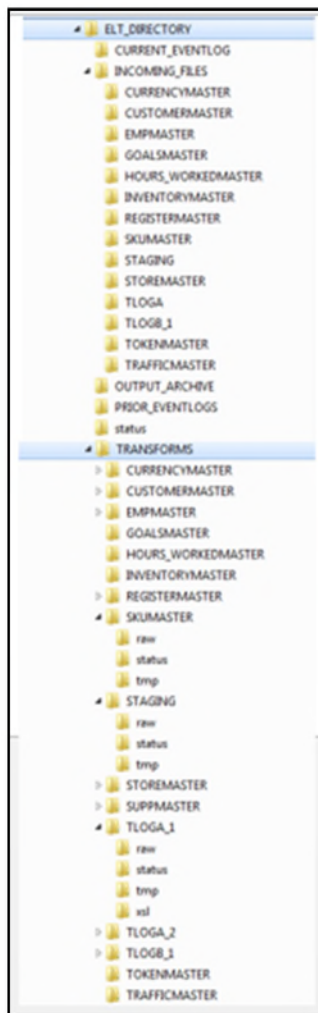 ELT_DIRECTORY
CURRENT_EVENTLOG
INCOMING_FILES
CURRENCYMASTER
CUSTOMERMASTER
EMPMASTER
GOALSMASTER
HOURS_WORKEDMASTER
INVENTORYMASTER
REGISTERMASTER
SKUMASTER
STAGING
STOREMASTER
TLOGA
TLOGB_1
TOKENMASTER
TRAFFICMASTER
OUTPUT_ARCHIVE
PRIOR_EVENTLOGS
status
TRANSFORMS
CURRENCYMASTER
CUSTOMERMASTER
EMPMASTER
GOALSMASTER
HOURS_WORKEDMASTER
INVENTORYMASTER
REGISTERMASTER
SKUMASTER
raw
status
tmp
STAGING
raw
status
tmp
STOREMASTER
SUPPMASTER
TLOGA_1
raw
status
tmp
xsl
TLOGA_2
TLOGB_1
TOKENMASTER
TRAFFICMASTER